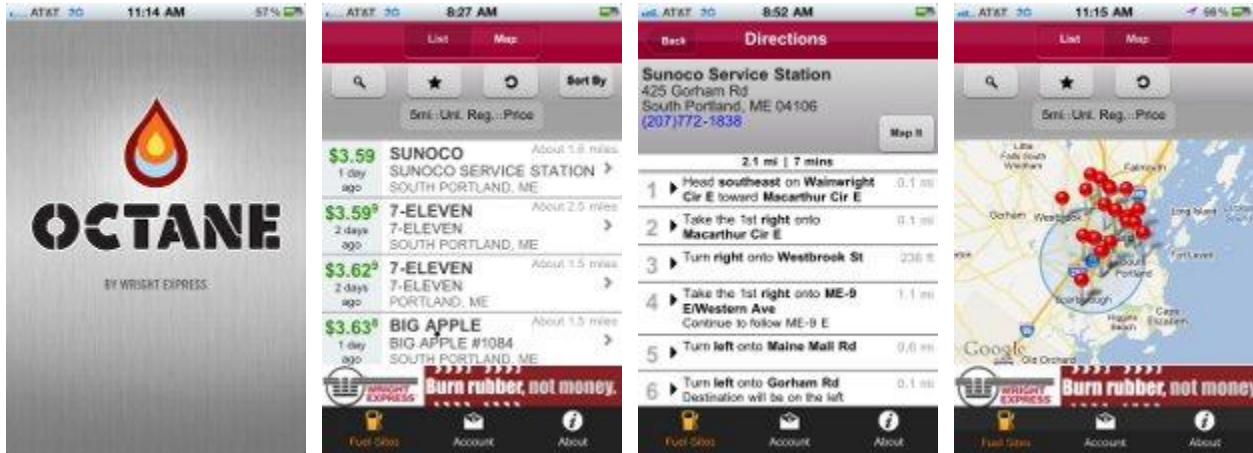 AT&T 3G 11:14 AM 57%
OCTANE
BY WRIGHT EXPRESS
AT&T 3G 8:27 AM
List Map
Sort By
5mi::Unl. Reg.::Price
$3.59 SUNOCO About 1.6 miles
1 day ago SUNOCO SERVICE STATION
SOUTH PORTLAND, ME
$3.59⁹ 7-ELEVEN About 2.5 miles
2 days ago 7-ELEVEN
SOUTH PORTLAND, ME
$3.62⁹ 7-ELEVEN About 1.5 miles
2 days ago 7-ELEVEN
PORTLAND, ME
$3.63⁸ BIG APPLE About 1.5 miles
1 day ago BIG APPLE #1084
SOUTH PORTLAND, ME
WRIGHT EXPRESS Burn rubber, not money.
Fuel Sites Account About
AT&T 3G 8:52 AM
Back Directions
Sunoco Service Station
425 Gorham Rd
South Portland, ME 04106
(207)772-1838
Map It
2.1 mi | 7 mins
1 Head southeast on Wainwright 0.1 mi
Cir E toward Macarthur Cir E
2 Take the 1st right onto 0.1 mi
Macarthur Cir E
3 Turn right onto Westbrook St 236 ft
4 Take the 1st right onto ME-9 1.1 mi
E/Western Ave
Continue to follow ME-9 E
5 Turn left onto Maine Mall Rd 0.6 mi
6 Turn left onto Gorham Rd 0.1 mi
Destination will be on the left
Fuel Sites Account About
AT&T 3G 11:15 AM 98%
List Map
5mi::Unl. Reg.::Price
Little
Falls South
Windham
Falmouth
Gorham Westbrook
Long Island
South
Portland
Scarborough
Higgins
Beach
Cape
Elizabeth
Google Old Orchard
WRIGHT EXPRESS Burn rubber, not money
Fuel Sites Account About